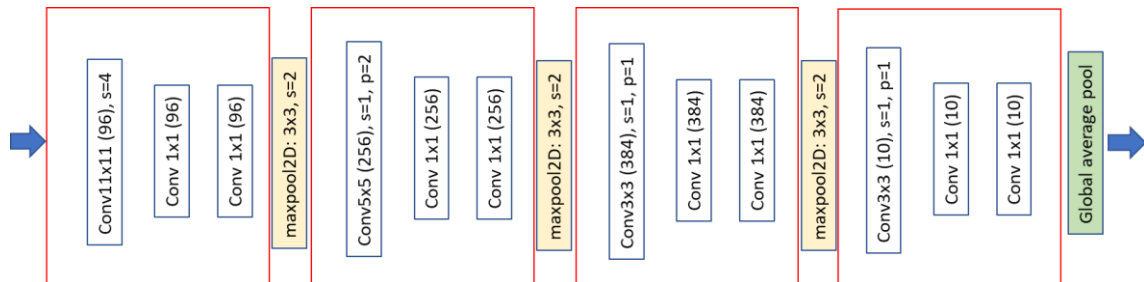 Conv11x11 (96), s=4
Conv 1x1 (96)
Conv 1x1 (96)
maxpool2D: 3x3, s=2
Conv5x5 (256), s=1, p=2
Conv 1x1 (256)
Conv 1x1 (256)
maxpool2D: 3x3, s=2
Conv3x3 (384), s=1, p=1
Conv 1x1 (384)
Conv 1x1 (384)
maxpool2D: 3x3, s=2
Conv3x3 (10), s=1, p=1
Conv 1x1 (10)
Conv 1x1 (10)
Global average pool